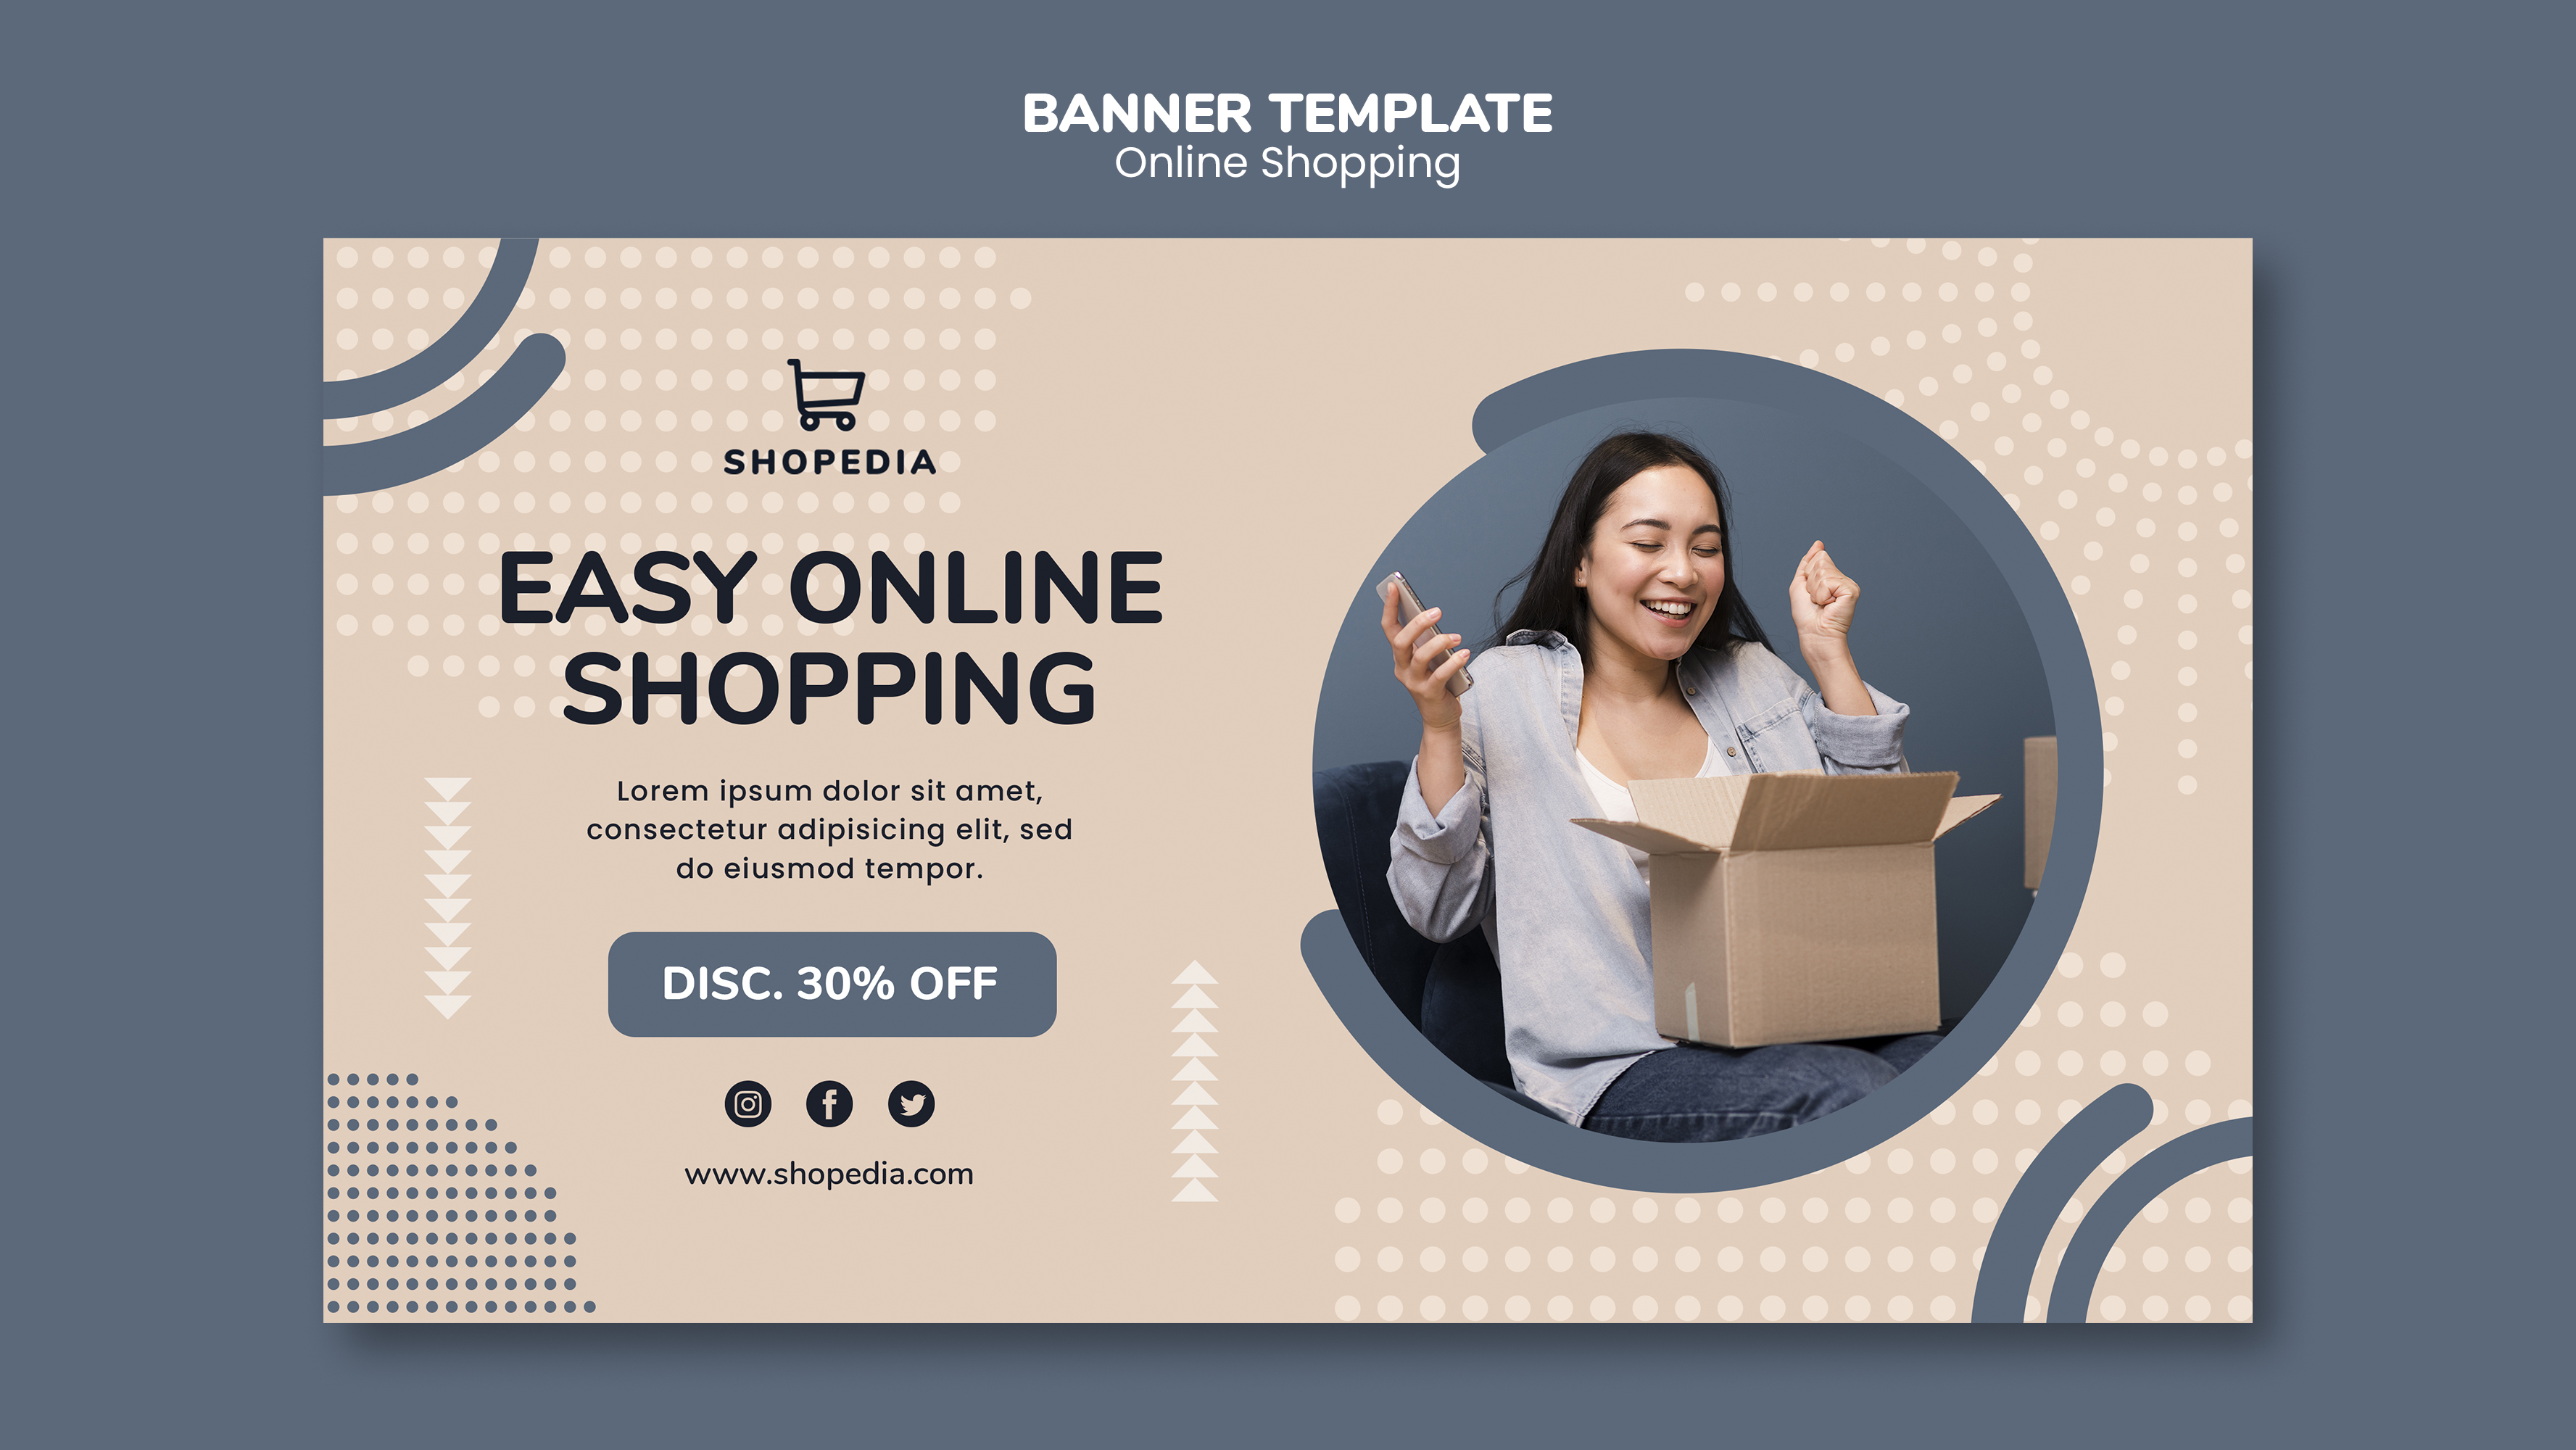 BANNER TEMPLATE
Online Shopping
SHOPEDIA
EASY ONLINE
SHOPPING
Lorem ipsum dolor sit amet,
consectetur adipisicing elit, sed
do eiusmod tempor.
DISC. 30% OFF
www.shopedia.com